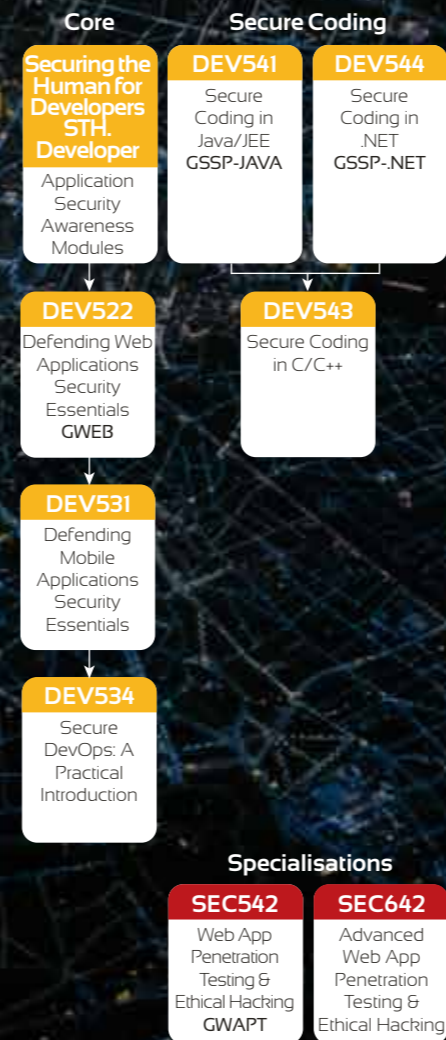 Core
Securing the
Human for
Developers
STH.
Developer
Application
Security
Awareness
Modules
DEV522
Defending Web
Applications
Security
Essentials
GWEB
DEV531
Defending
Mobile
Applications
Security
Essentials
DEV534
Secure
DevOps: A
Practical
Introduction
Secure Coding
DEV541
Secure
Coding in
Java/JEE
GSSP-JAVA
DEV544
Secure
Coding in
.NET
GSSP-.NET
DEV543
Secure Coding
in C/C++
Specialisations
SEC542
Web App
Penetration
Testing &
Ethical Hacking
GWAPT
SEC642
Advanced
Web App
Penetration
Testing &
Ethical Hacking